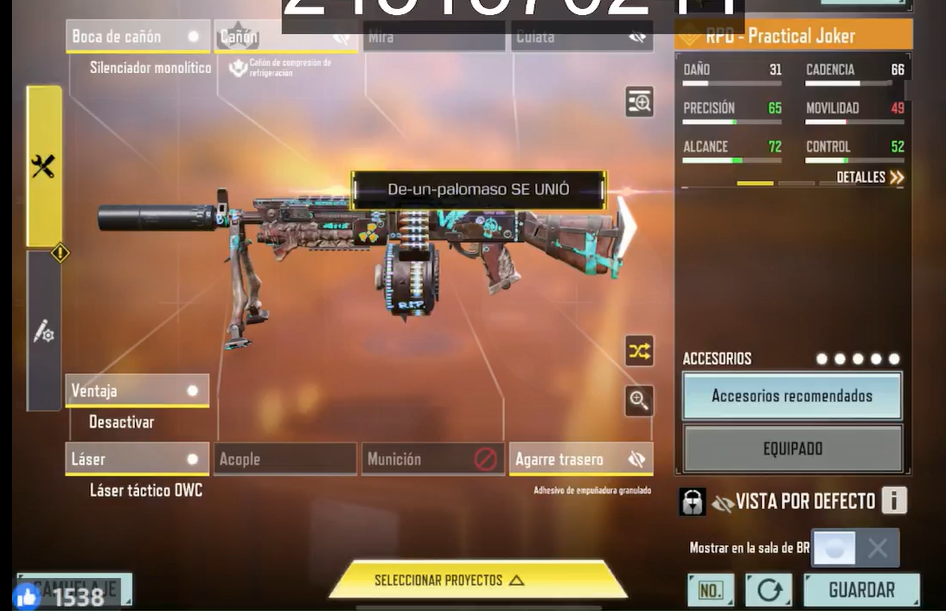 Boca de cañón
Silenciador monolítico
Cañón
Cañon de compresión de
refrigeración
Mira
Culata
RPD - Practical Joker
DAÑO 31
CADENCIA 66
PRECISIÓN 65
MOVILIDAD 49
ALCANCE 72
CONTROL 52
DETALLES
De-un-palomaso SE UNIÓ
R.I.P.
Ventaja
Desactivar
Láser
Láser táctico OWC
Acople
Munición
Agarre trasero
Adhesivo de empuñadura granulado
ACCESORIOS
Accesorios recomendados
EQUIPADO
VISTA POR DEFECTO
Mostrar en la sala de BR
CAMUFLAJE
1538
SELECCIONAR PROYECTOS
NO.
GUARDAR